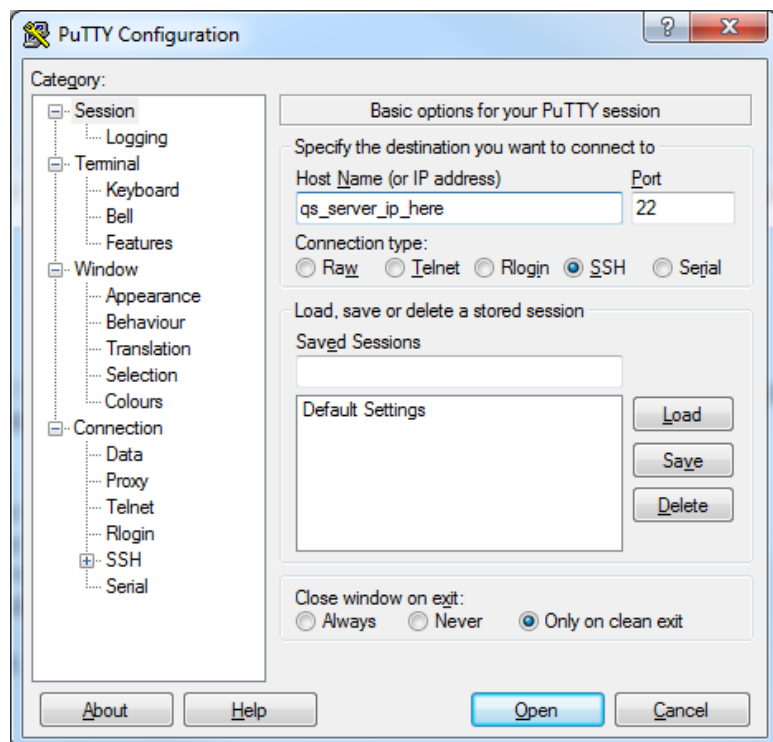 PuTTY Configuration
Category:
Session
Logging
Terminal
Keyboard
Bell
Features
Window
Appearance
Behaviour
Translation
Selection
Colours
Connection
Data
Proxy
Telnet
Rlogin
SSH
Serial
Basic options for your PuTTY session
Specify the destination you want to connect to
Host Name (or IP address) Port
qs_server_ip_here 22
Connection type:
Raw Telnet Rlogin SSH Serial
Load, save or delete a stored session
Saved Sessions
Default Settings
Load
Save
Delete
Close window on exit:
Always Never Only on clean exit
About Help Open Cancel